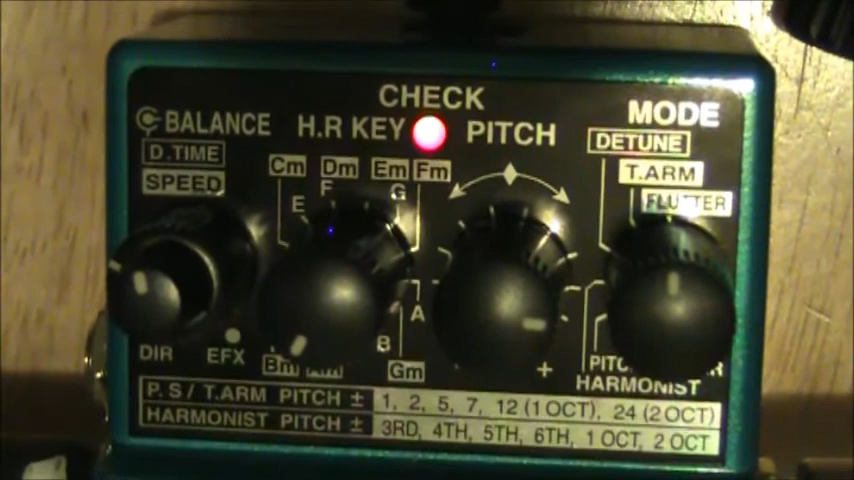 CHECK
BALANCE H.R KEY PITCH MODE
D.TIME
SPEED
Cm Dm Em Fm
E F G
DETUNE
T.ARM
FLUTTER
A
B
DIR EFX
Bm Gm
+
HARMONIST
P.S/T.ARM PITCH ± 1, 2, 5, 7, 12 (1 OCT), 24 (2 OCT)
HARMONIST PITCH ± 3RD, 4TH, 5TH, 6TH, 1 OCT, 2 OCT